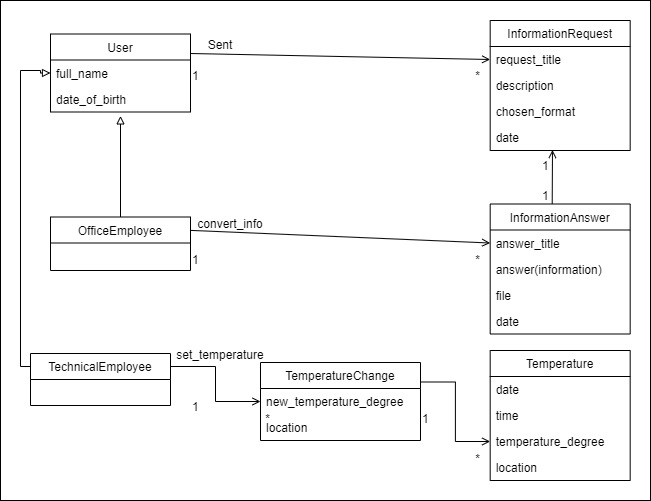 User
full_name
date_of_birth
Sent
1
*
InformationRequest
request_title
description
chosen_format
date
1
1
OfficeEmployee
convert_info
1
*
InformationAnswer
answer_title
answer(information)
file
date
TechnicalEmployee
set_temperature
1
TemperatureChange
new_temperature_degree
*
location
1
*
Temperature
date
time
temperature_degree
location